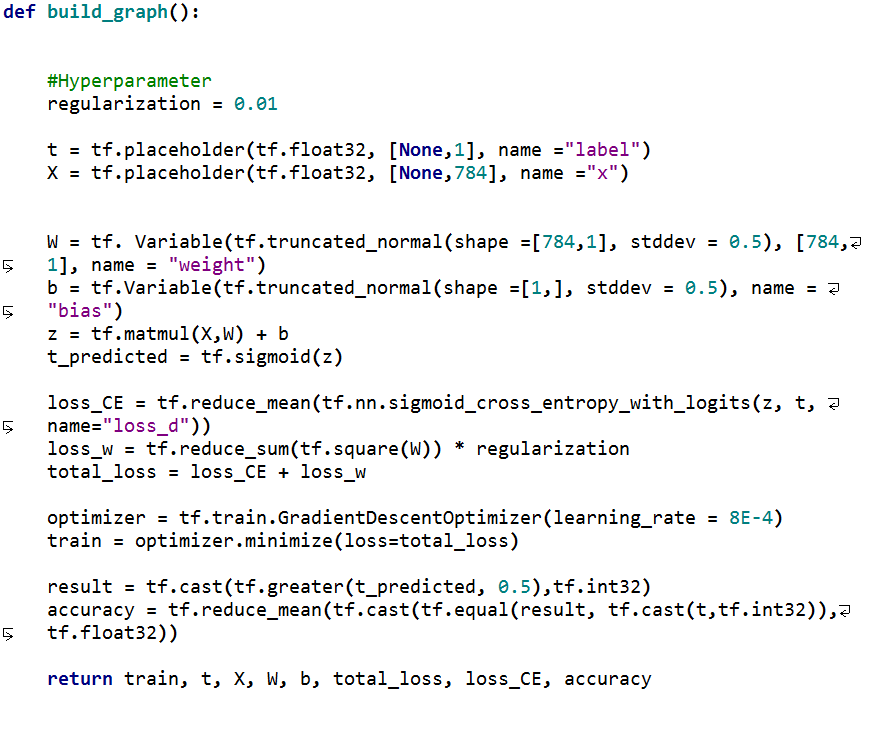 def build_graph():
#Hyperparameter
regularization = 0.01
t = tf.placeholder(tf.float32, [None,1], name ="label")
X = tf.placeholder(tf.float32, [None,784], name ="x")
W = tf. Variable(tf.truncated_normal(shape =[784,1], stddev = 0.5), [784,
1], name = "weight")
b = tf.Variable(tf.truncated_normal(shape =[1,], stddev = 0.5), name =
"bias")
z = tf.matmul(X,W) + b
t_predicted = tf.sigmoid(z)
loss_CE = tf.reduce_mean(tf.nn.sigmoid_cross_entropy_with_logits(z, t,
name="loss_d"))
loss_w = tf.reduce_sum(tf.square(W)) * regularization
total_loss = loss_CE + loss_w
optimizer = tf.train.GradientDescentOptimizer(learning_rate = 8E-4)
train = optimizer.minimize(loss=total_loss)
result = tf.cast(tf.greater(t_predicted, 0.5),tf.int32)
accuracy = tf.reduce_mean(tf.cast(tf.equal(result, tf.cast(t,tf.int32)),
tf.float32))
return train, t, X, W, b, total_loss, loss_CE, accuracy